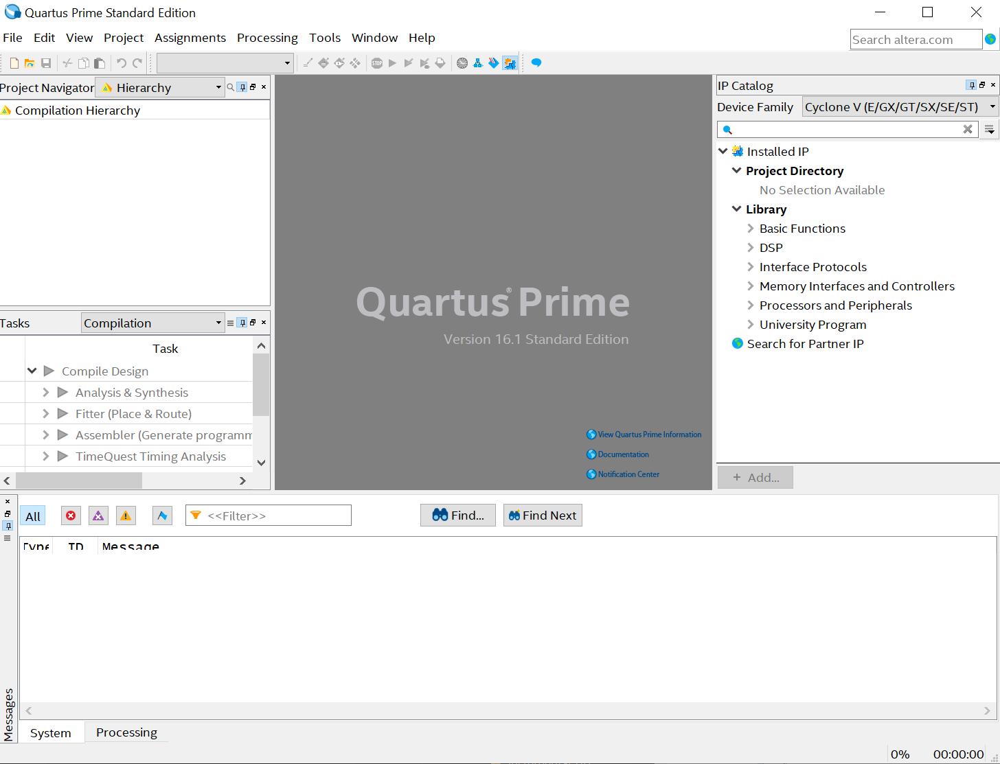 Quartus Prime Standard Edition
File Edit View Project Assignments Processing Tools Window Help
Search altera.com
STOP
Project Navigator Hierarchy
Compilation Hierarchy
Tasks Compilation
Task
Compile Design
Analysis & Synthesis
Fitter (Place & Route)
Assembler (Generate programm
TimeQuest Timing Analysis
Quartus® Prime
Version 16.1 Standard Edition
View Quartus Prime Information
Documentation
Notification Center
IP Catalog
Device Family Cyclone V (E/GX/GT/SX/SE/ST)
Installed IP
Project Directory
No Selection Available
Library
Basic Functions
DSP
Interface Protocols
Memory Interfaces and Controllers
Processors and Peripherals
University Program
Search for Partner IP
+ Add...
All <<Filter>> Find... Find Next
Type ID Message
Messages
System Processing
0% 00:00:00